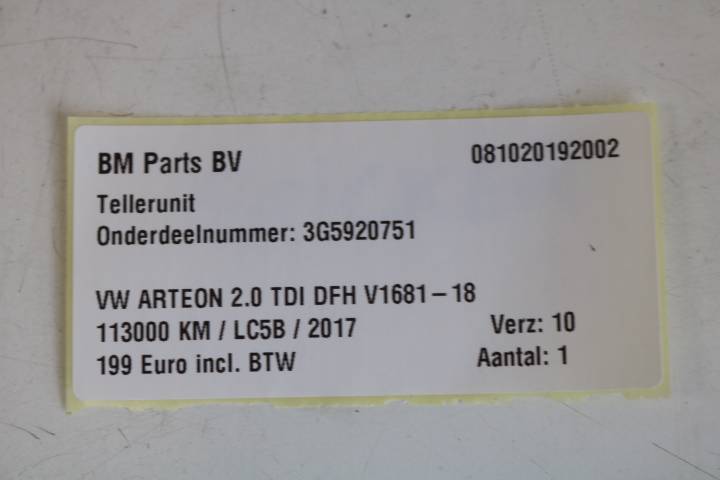 BM Parts BV 081020192002
Tellerunit
Onderdeelnummer: 3G5920751
VW ARTEON 2.0 TDI DFH V1681-18
113000 KM / LC5B / 2017 Verz: 10
199 Euro incl. BTW Aantal: 1